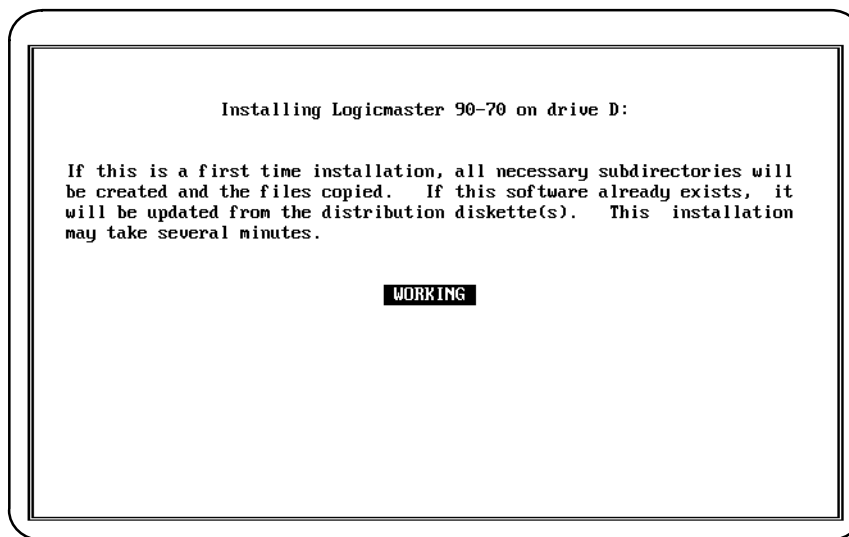 Installing Logicmaster 90-70 on drive D:
If this is a first time installation, all necessary subdirectories will
be created and the files copied. If this software already exists, it
will be updated from the distribution diskette(s). This installation
may take several minutes.
WORKING